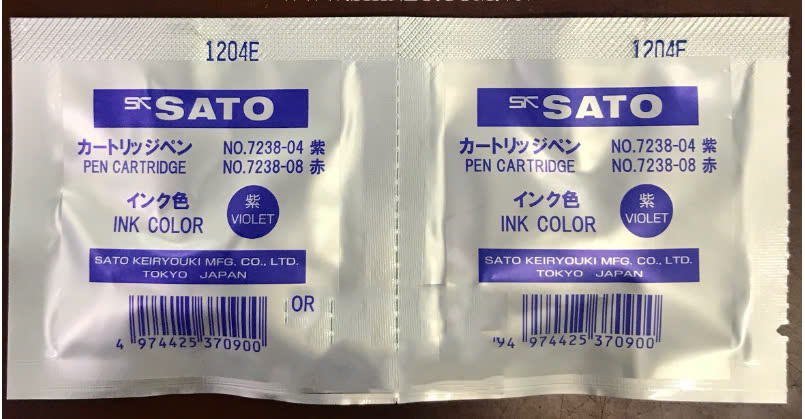 1204E
SK SATO
カートリッジペン NO.7238-04 紫
PEN CARTRIDGE NO.7238-08 赤
インク色 紫
INK COLOR VIOLET
SATO KEIRYOUKI MFG. CO., LTD.
TOKYO JAPAN
OR
4 974425 370900
1204E
SK SATO
カートリッジペン NO.7238-04 紫
PEN CARTRIDGE NO.7238-08 赤
インク色 紫
INK COLOR VIOLET
SATO KEIRYOUKI MFG. CO., LTD.
TOKYO JAPAN
'94 974425 370900